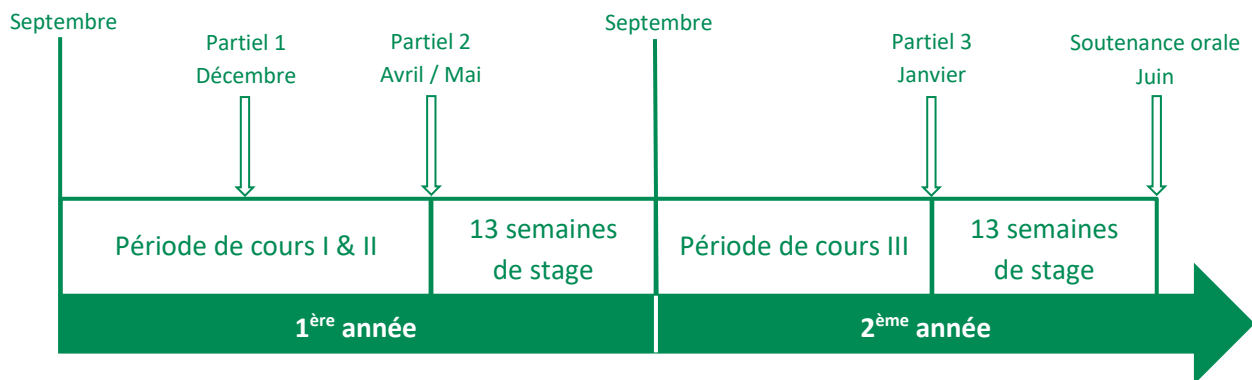 Septembre
Partiel 1
Décembre
Partiel 2
Avril / Mai
Septembre
Partiel 3
Janvier
Soutenance orale
Juin
Période de cours I & II
13 semaines
de stage
Période de cours III
13 semaines
de stage
1ère année
2ème année